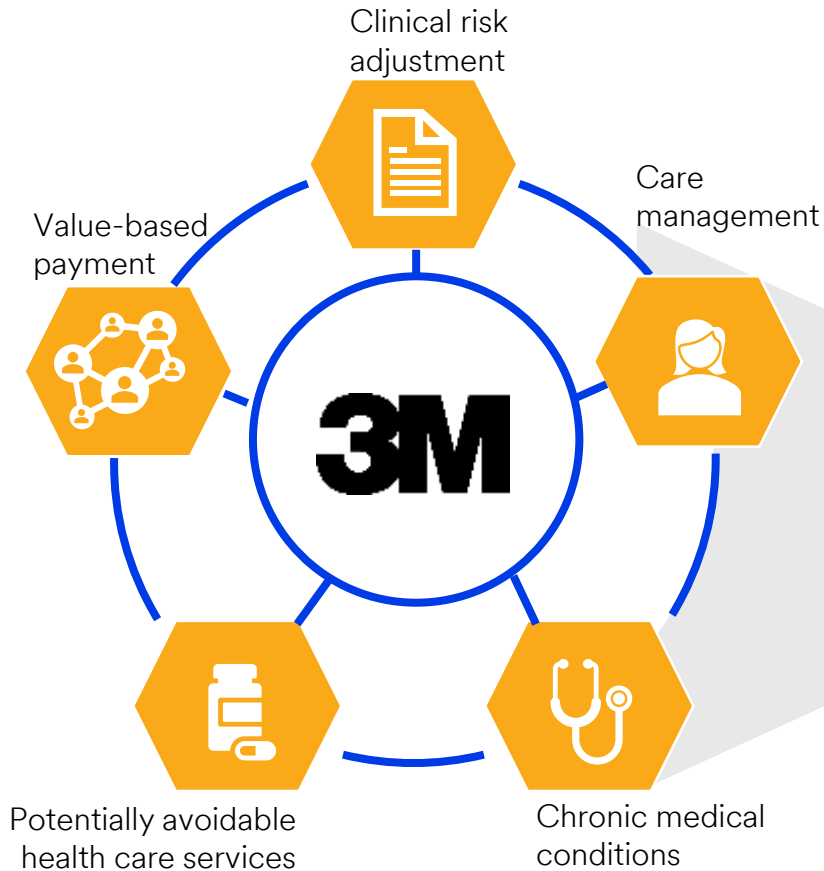 Clinical risk
adjustment
Care
management
Value-based
payment
3M
Potentially avoidable
health care services
Chronic medical
conditions